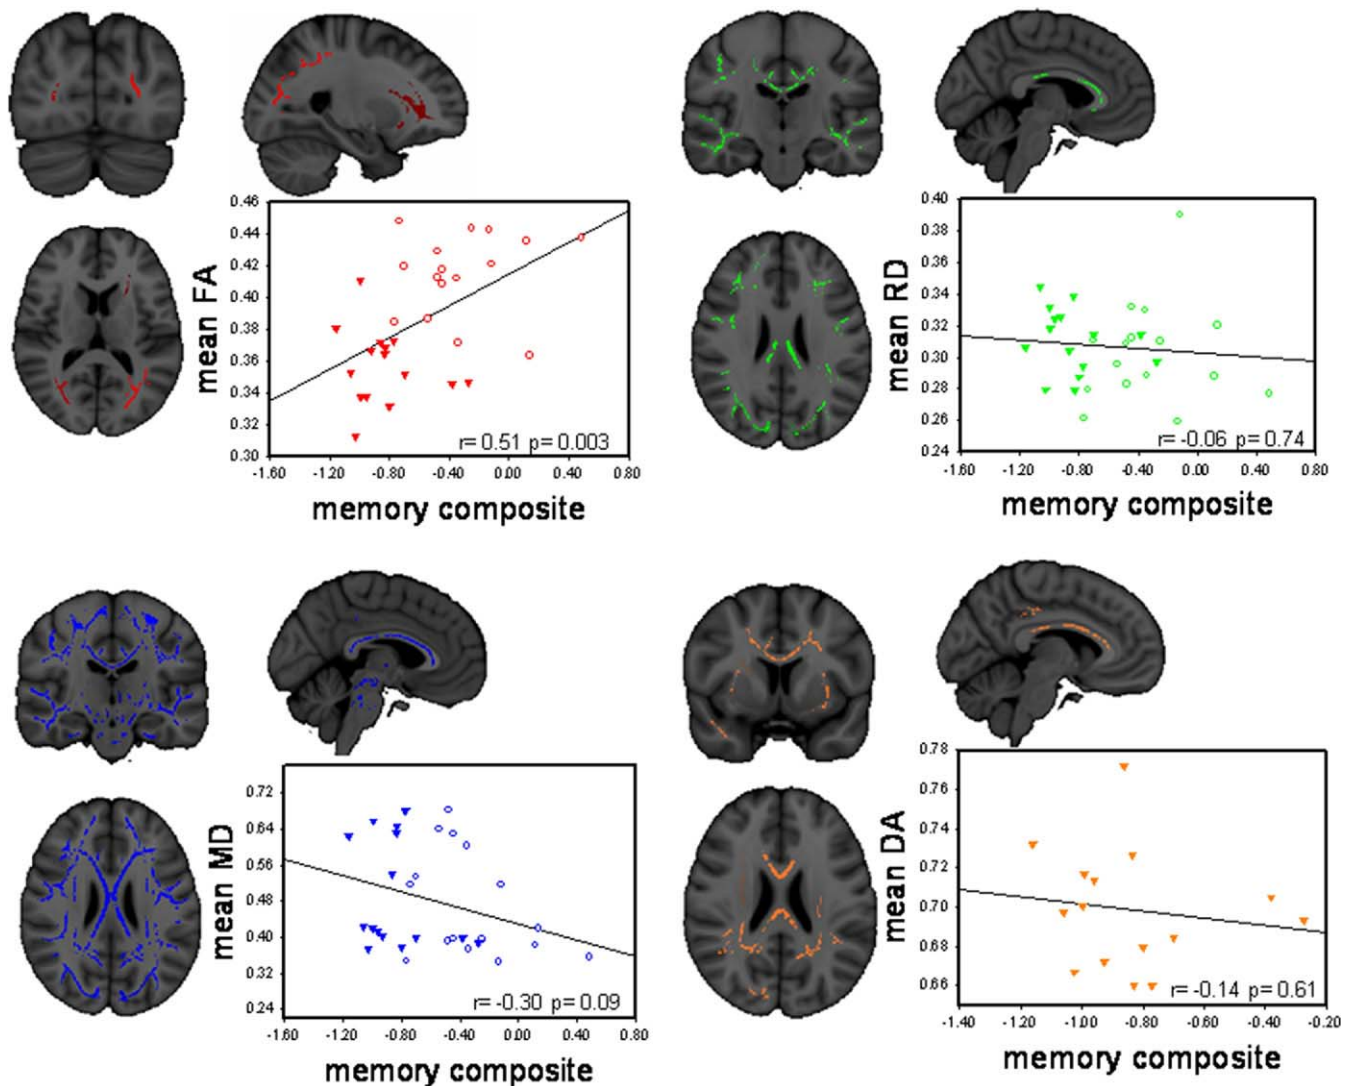 0.46
0.44
0.42
0.40
0.38
0.36
0.34
0.32
0.30
mean FA
r= 0.51 p= 0.003
-1.60 -1.20 -0.80 -0.40 0.00 0.40 0.80
memory composite
0.40
0.38
0.36
0.34
0.32
0.30
0.28
0.26
0.24
mean RD
r= -0.06 p= 0.74
-1.60 -1.20 -0.80 -0.40 0.00 0.40 0.80
memory composite
0.72
0.64
0.56
0.48
0.40
0.32
0.24
mean MD
r= -0.30 p= 0.09
-1.60 -1.20 -0.80 -0.40 0.00 0.40 0.80
memory composite
0.78
0.76
0.74
0.72
0.70
0.68
0.66
mean DA
r= -0.14 p= 0.61
-1.40 -1.20 -1.00 -0.80 -0.60 -0.40 -0.20
memory composite